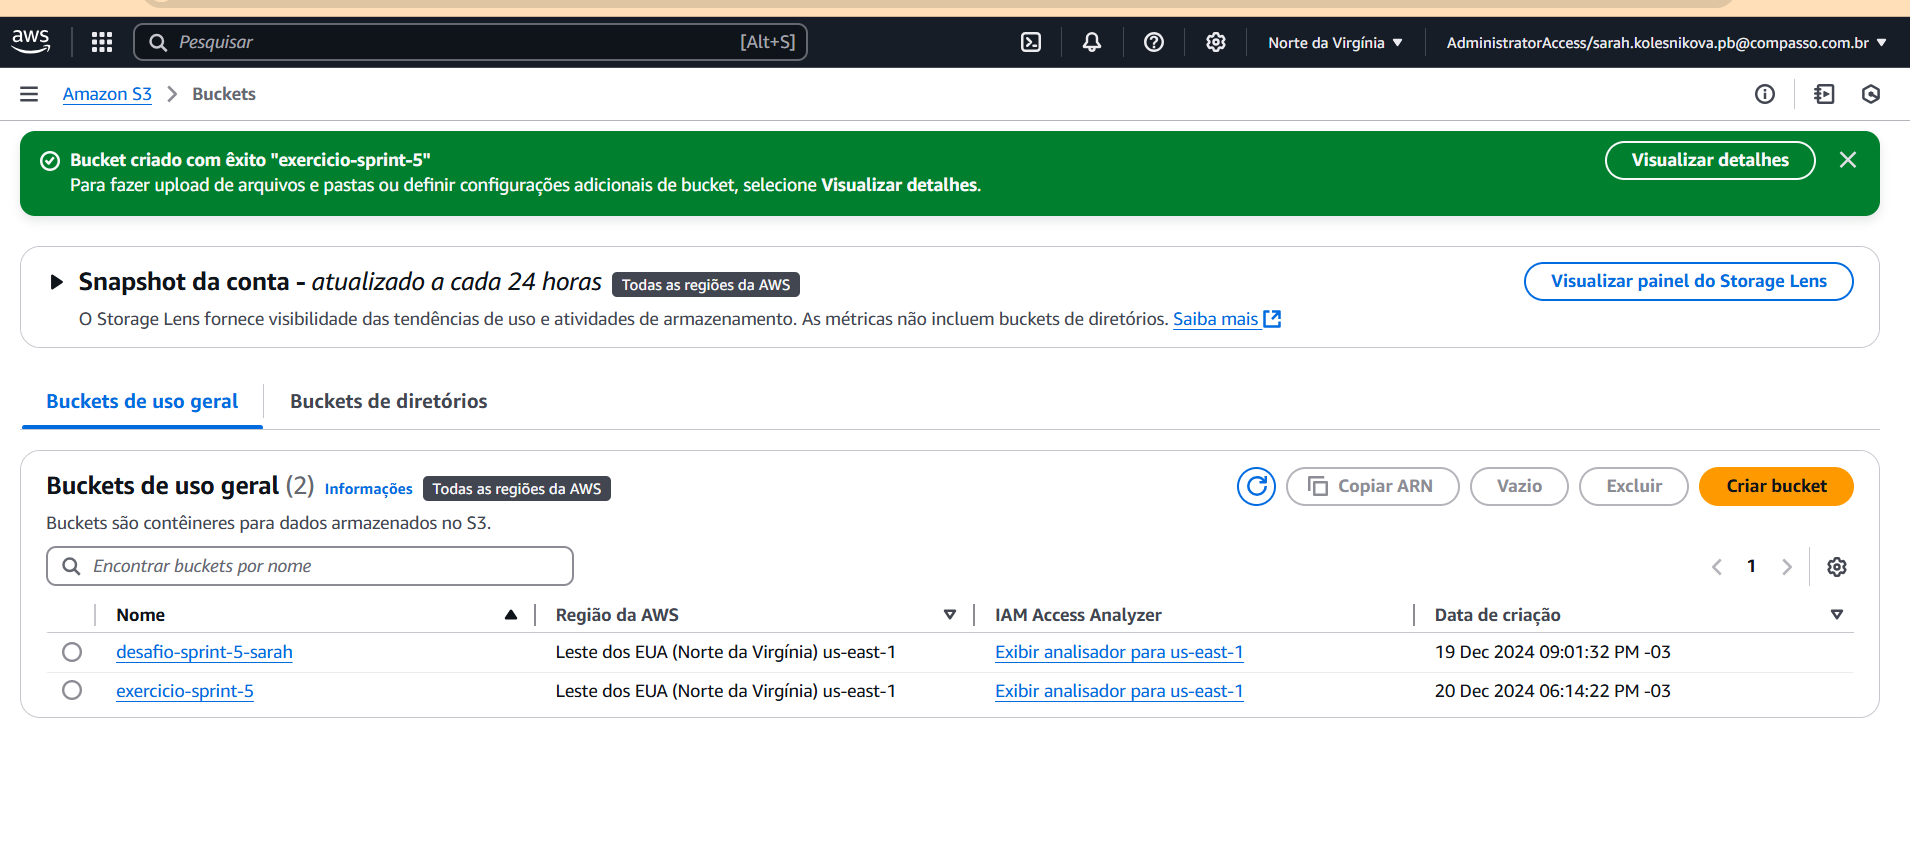 aws
Pesquisar [Alt+S] Norte da Virgínia AdministratorAccess/sarah.kolesnikova.pb@compasso.com.br
Amazon S3 Buckets
Bucket criado com êxito "exercicio-sprint-5"
Para fazer upload de arquivos e pastas ou definir configurações adicionais de bucket, selecione Visualizar detalhes.
Visualizar detalhes
Snapshot da conta - atualizado a cada 24 horas Todas as regiões da AWS
O Storage Lens fornece visibilidade das tendências de uso e atividades de armazenamento. As métricas não incluem buckets de diretórios. Saiba mais
Visualizar painel do Storage Lens
Buckets de uso geral Buckets de diretórios
Buckets de uso geral (2) Informações Todas as regiões da AWS
Copiar ARN Vazio Excluir Criar bucket
Buckets são contêineres para dados armazenados no S3.
Encontrar buckets por nome
1
Nome Região da AWS IAM Access Analyzer Data de criação
desafio-sprint-5-sarah Leste dos EUA (Norte da Virgínia) us-east-1 Exibir analisador para us-east-1 19 Dec 2024 09:01:32 PM -03
exercicio-sprint-5 Leste dos EUA (Norte da Virgínia) us-east-1 Exibir analisador para us-east-1 20 Dec 2024 06:14:22 PM -03